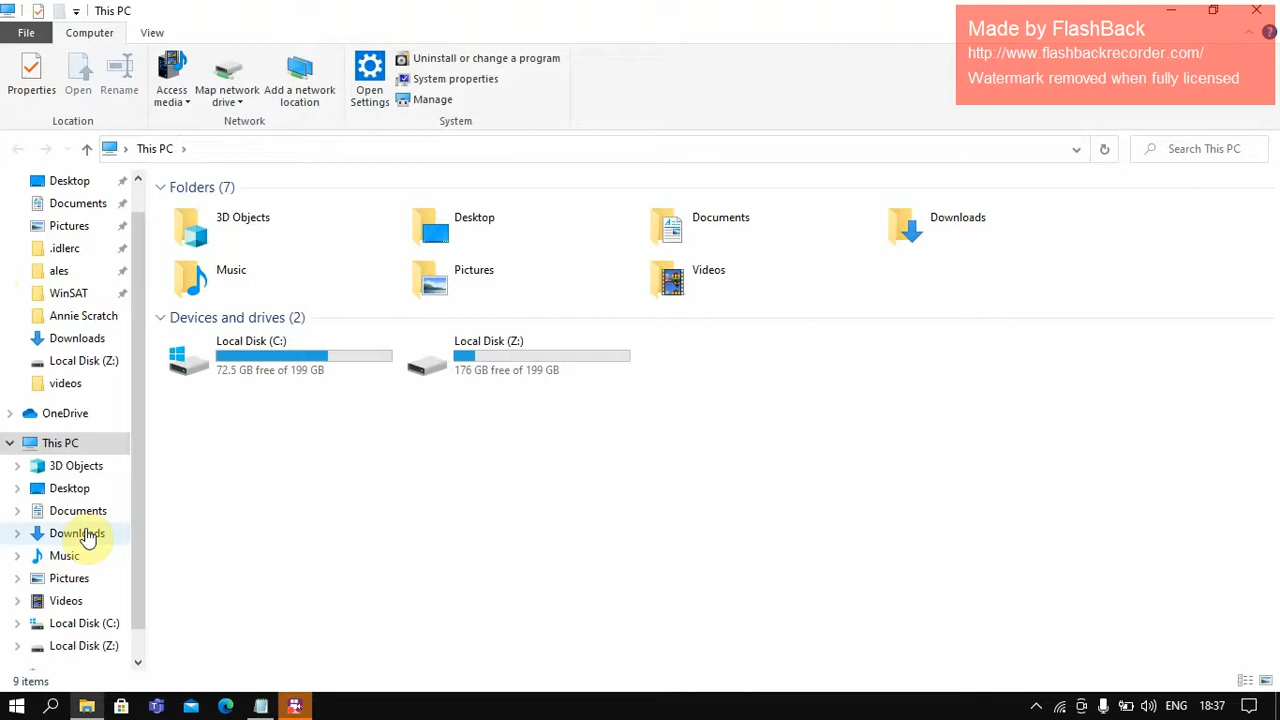 This PC
Made by FlashBack
http://www.flashbackrecorder.com/
Watermark removed when fully licensed
File
Computer
View
Properties
Open
Rename
Location
Access media
Map network drive
Add a network location
Network
Open Settings
Uninstall or change a program
System properties
Manage
System
This PC
Search This PC
Desktop
Documents
Pictures
.idlerc
ales
WinSAT
Annie Scratch
Downloads
Local Disk (Z:)
videos
OneDrive
This PC
3D Objects
Desktop
Documents
Downloads
Music
Pictures
Videos
Local Disk (C:)
Local Disk (Z:)
Folders (7)
3D Objects
Desktop
Documents
Downloads
Music
Pictures
Videos
Devices and drives (2)
Local Disk (C:)
72.5 GB free of 199 GB
Local Disk (Z:)
176 GB free of 199 GB
9 items
ENG
18:37